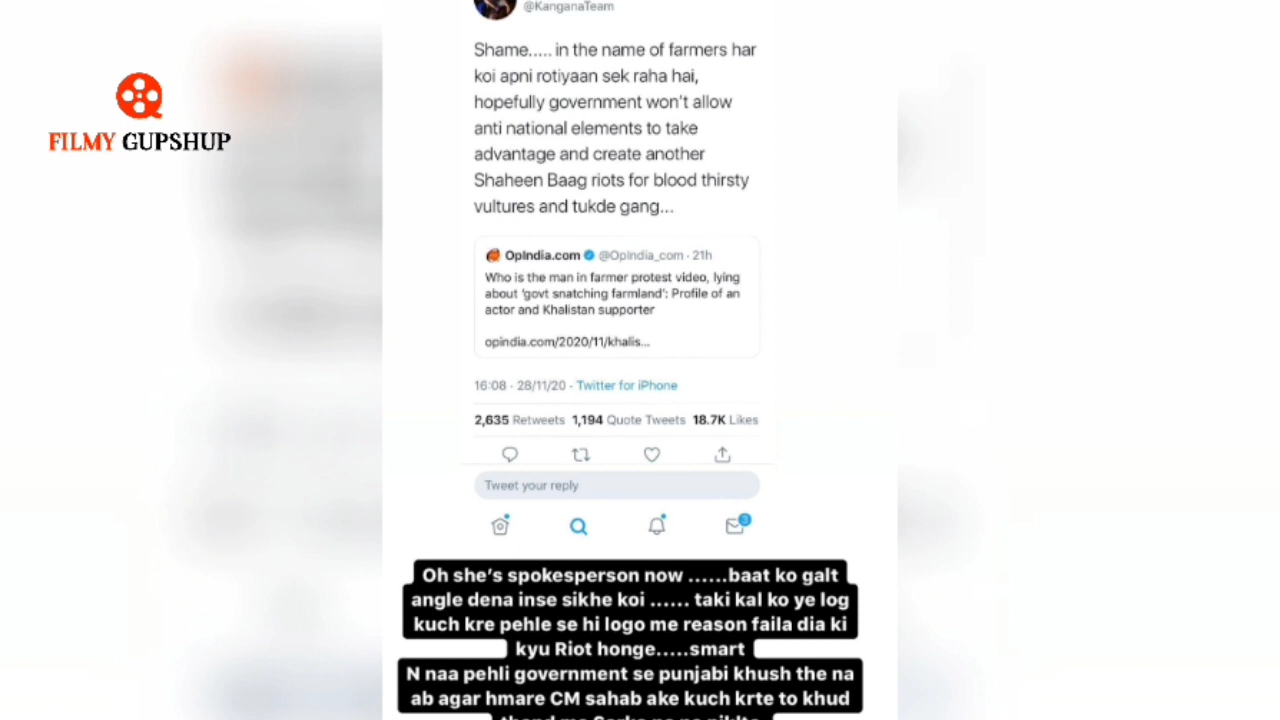 @KanganaTeam
Shame..... in the name of farmers har
koi apni rotiyaan sek raha hai,
hopefully government won't allow
anti national elements to take
advantage and create another
Shaheen Baag riots for blood thirsty
vultures and tukde gang...
FILMY GUPSHUP
OpIndia.com @OpIndia_com · 21h
Who is the man in farmer protest video, lying
about 'govt snatching farmland': Profile of an
actor and Khalistan supporter
opindia.com/2020/11/khalis...
16:08 · 28/11/20 · Twitter for iPhone
2,635 Retweets 1,194 Quote Tweets 18.7K Likes
Tweet your reply
3
Oh she's spokesperson now ......baat ko galt
angle dena inse sikhe koi ...... taki kal ko ye log
kuch kre pehle se hi logo me reason faila dia ki
kyu Riot honge.....smart
N naa pehli government se punjabi khush the na
ab agar hmare CM sahab ake kuch krte to khud